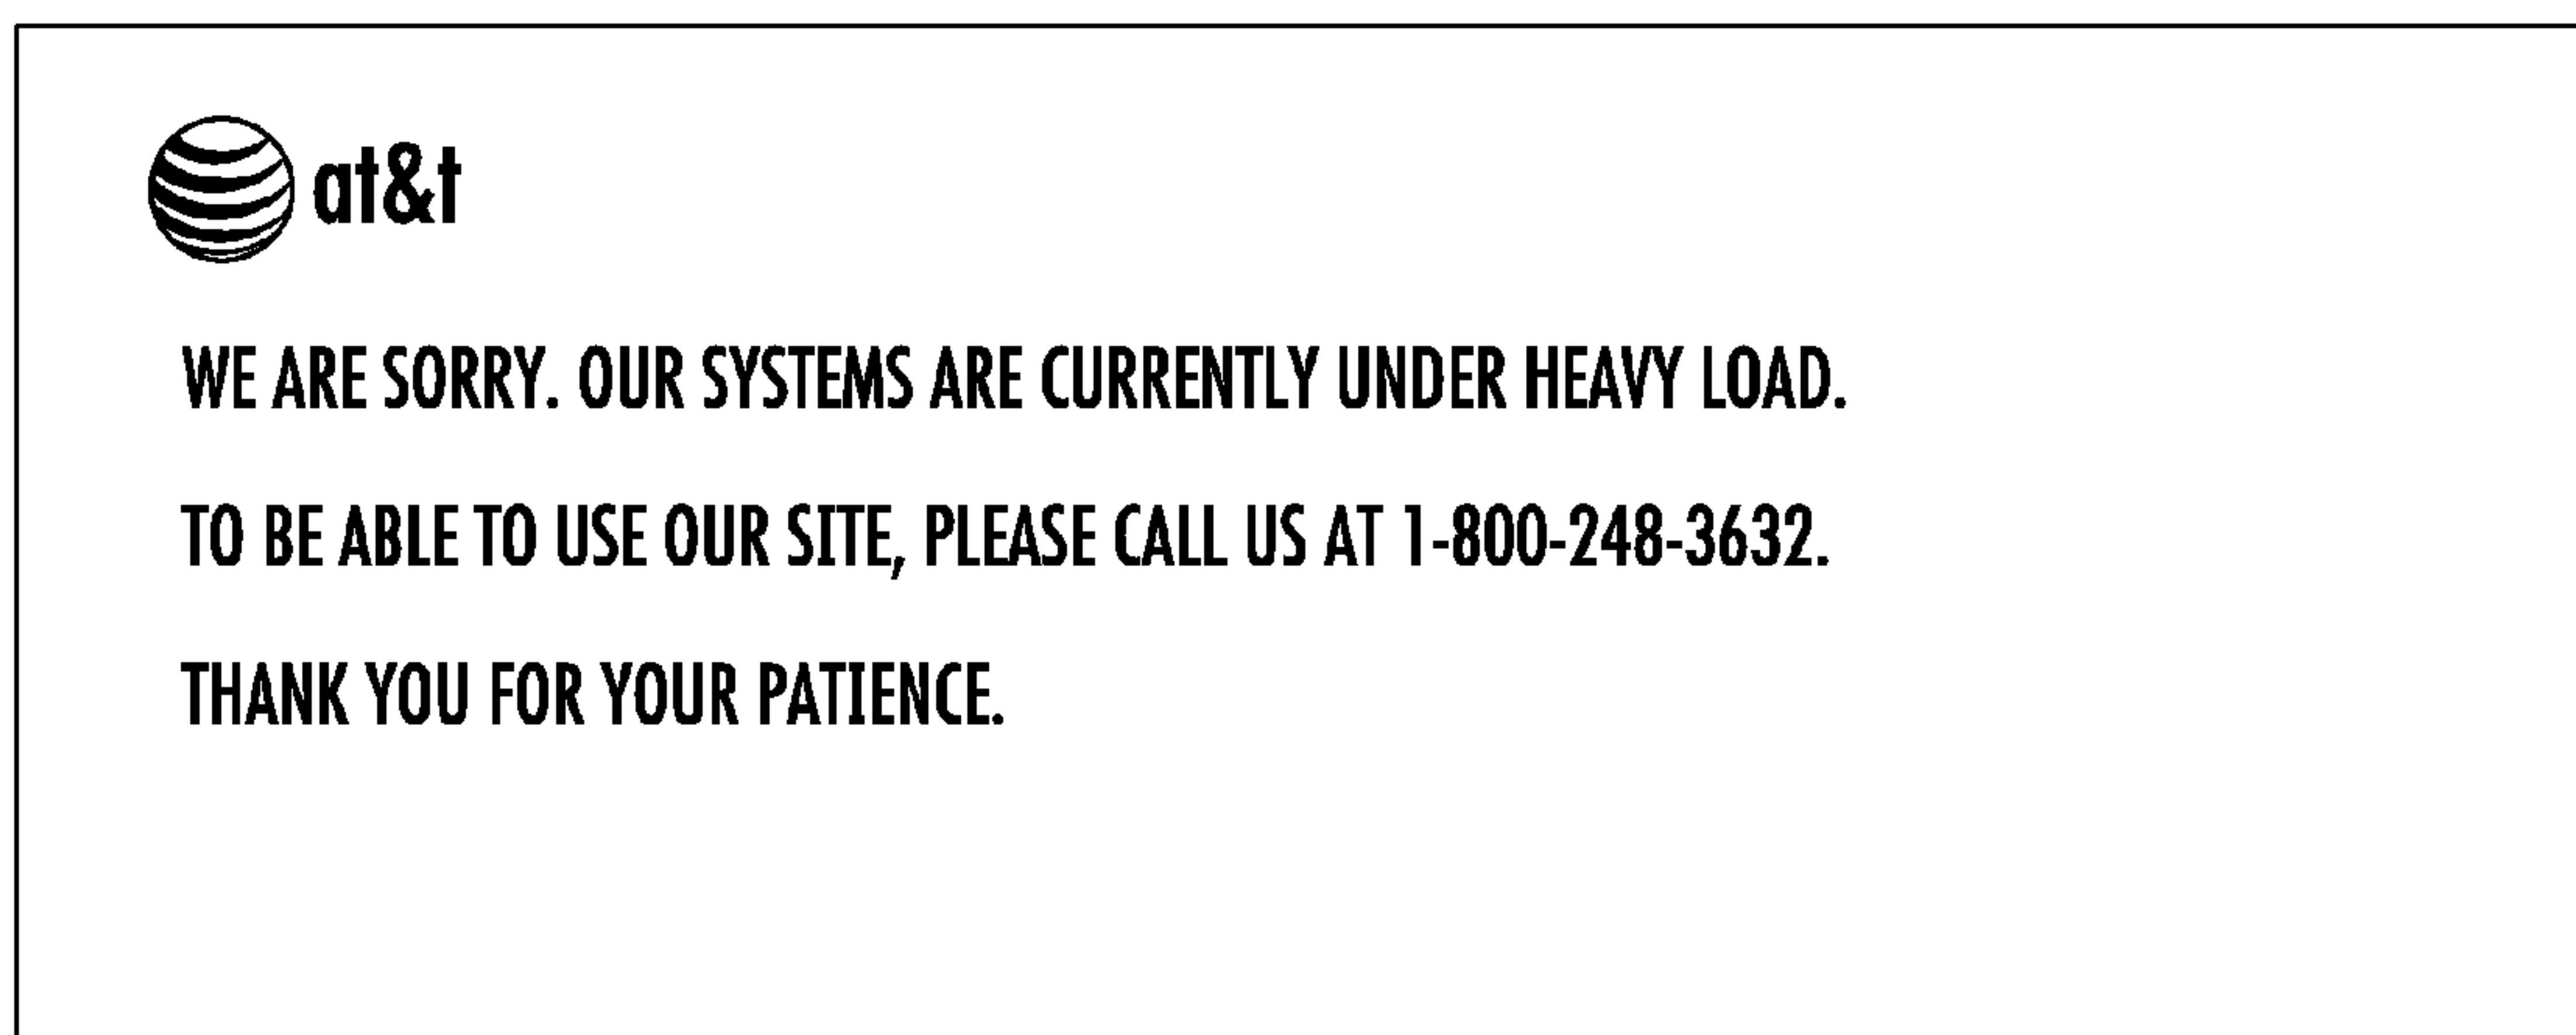 at&t
WE ARE SORRY. OUR SYSTEMS ARE CURRENTLY UNDER HEAVY LOAD.
TO BE ABLE TO USE OUR SITE, PLEASE CALL US AT 1-800-248-3632.
THANK YOU FOR YOUR PATIENCE.